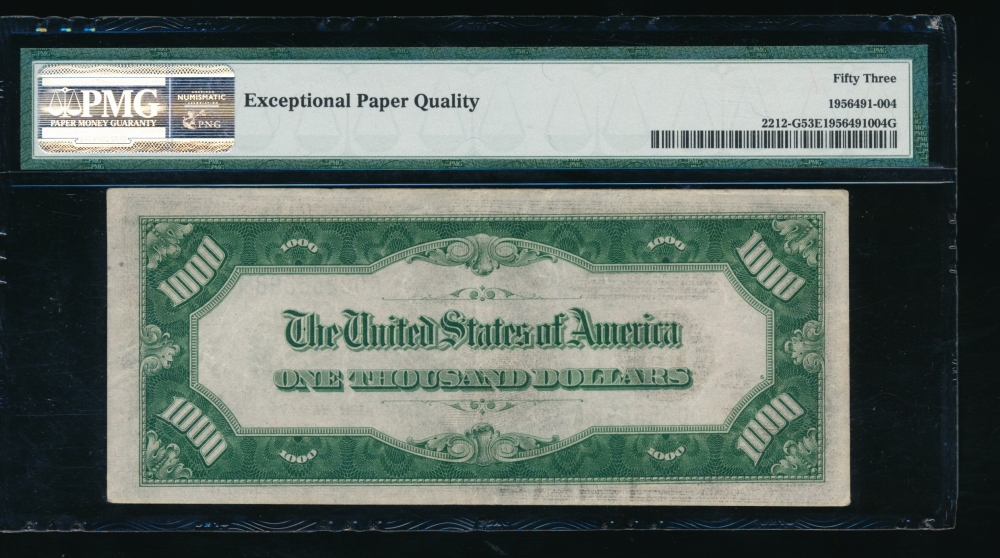 PMG
PAPER MONEY GUARANTY
NUMISMATIC
PNG
Exceptional Paper Quality
Fifty Three
1956491-004
2212-G53E1956491004G
1000
1000
1000
1000
The United States of America
ONE THOUSAND DOLLARS
1000
1000
1000
1000